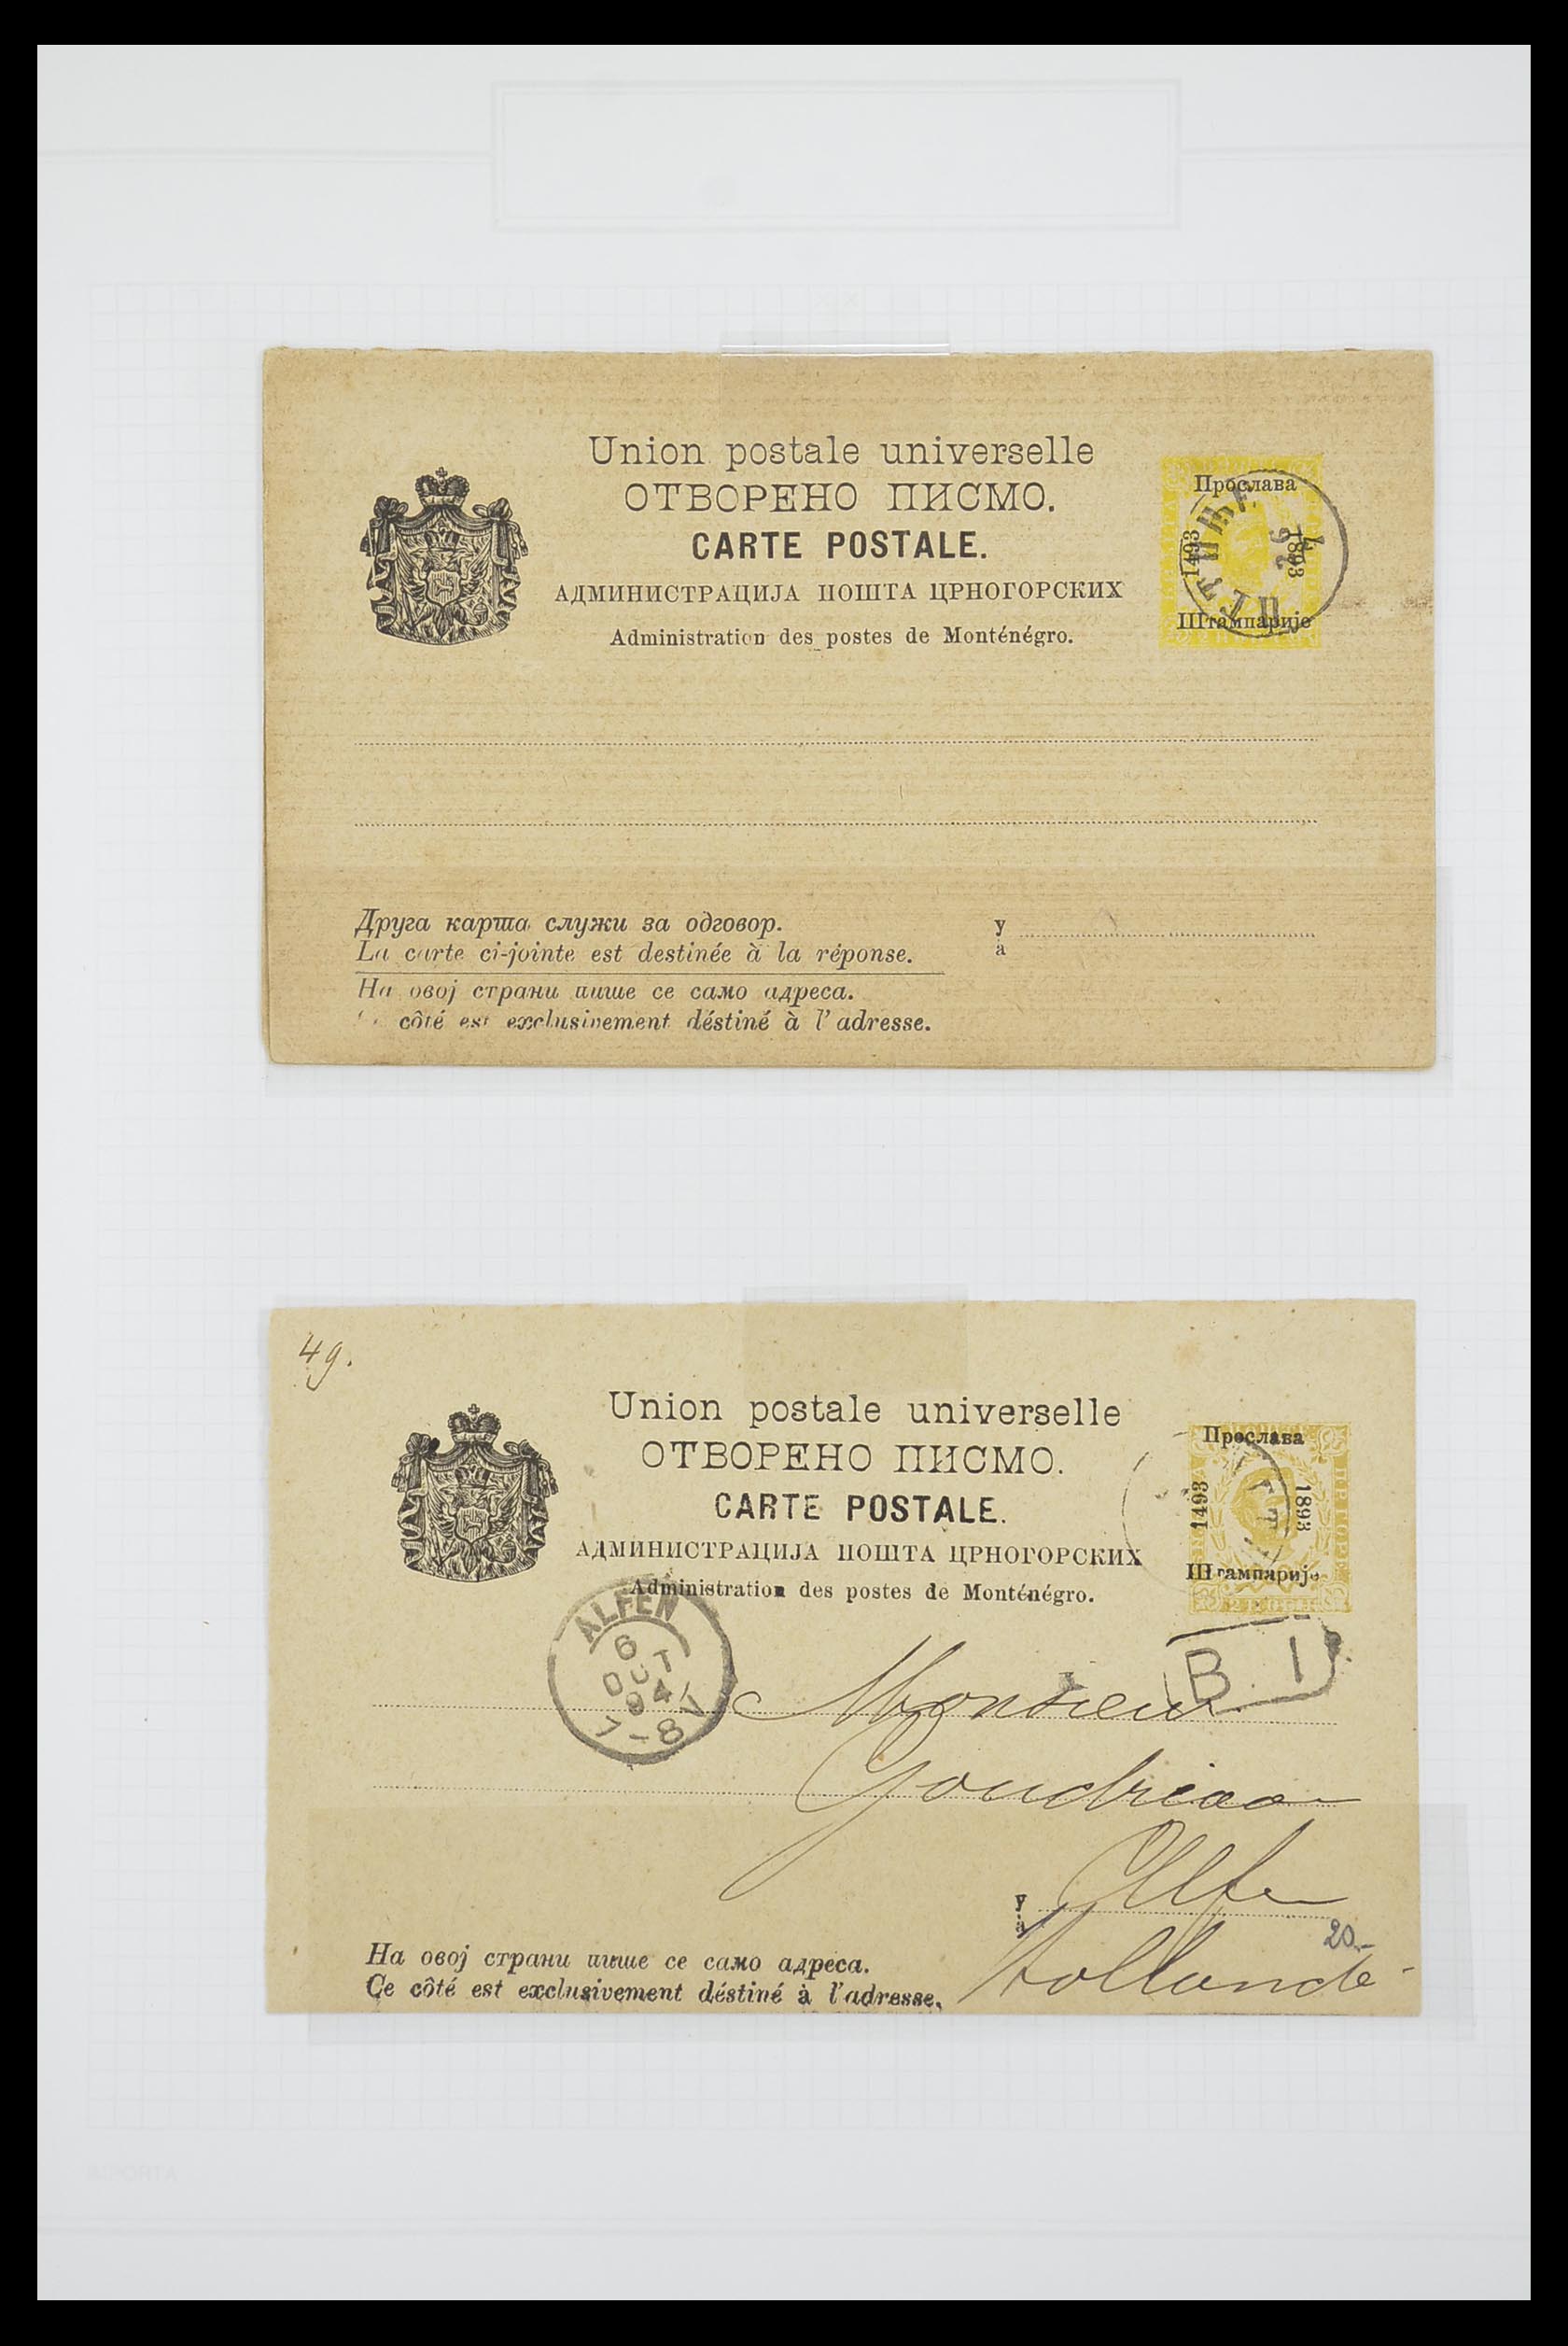 Union postale universelle
ОТВОРЕНО ПИСМО.
CARTE POSTALE.
АДМИНИСТРАЦИЈА ПОШТА ЦРНОГОРСКИХ
Administration des postes de Monténégro.
Прослава
1493
1893
Штампарије
Друга карта служи за одговор.
La carte ci-jointe est destinée à la réponse.
у
à
На овој страни пише се само адреса.
côté est exclusivement déstiné à l'adresse.
49.
Union postale universelle
ОТВОРЕНО ПИСМО.
CARTE POSTALE.
АДМИНИСТРАЦИЈА ПОШТА ЦРНОГОРСКИХ
Administration des postes de Monténégro.
Прослава
1493
1893
Штампарије
ALFEN
6
OCT
94
7-8V
B. 1
Monsieur
Goudriaan
у
à
Alfen
20.-
Hollande
На овој страни пише се само адреса.
Ce côté est exclusivement déstiné à l'adresse.